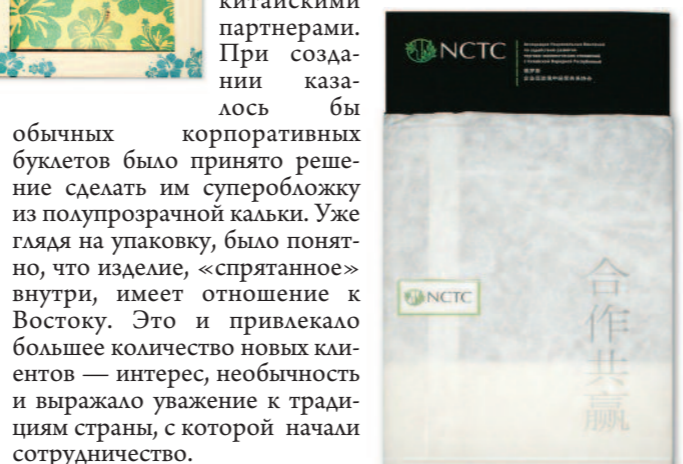 китайскими
партнерами.
При созда-
нии каза-
лось бы
обычных корпоративных
буклетов было принято реше-
ние сделать им суперобложку
из полупрозрачной кальки. Уже
глядя на упаковку, было понят-
но, что изделие, «спрятанное»
внутри, имеет отношение к
Востоку. Это и привлекало
большее количество новых кли-
ентов — интерес, необычность
и выражало уважение к тради-
циям страны, с которой начали
сотрудничество.
NCTC
NCTC
合作共赢